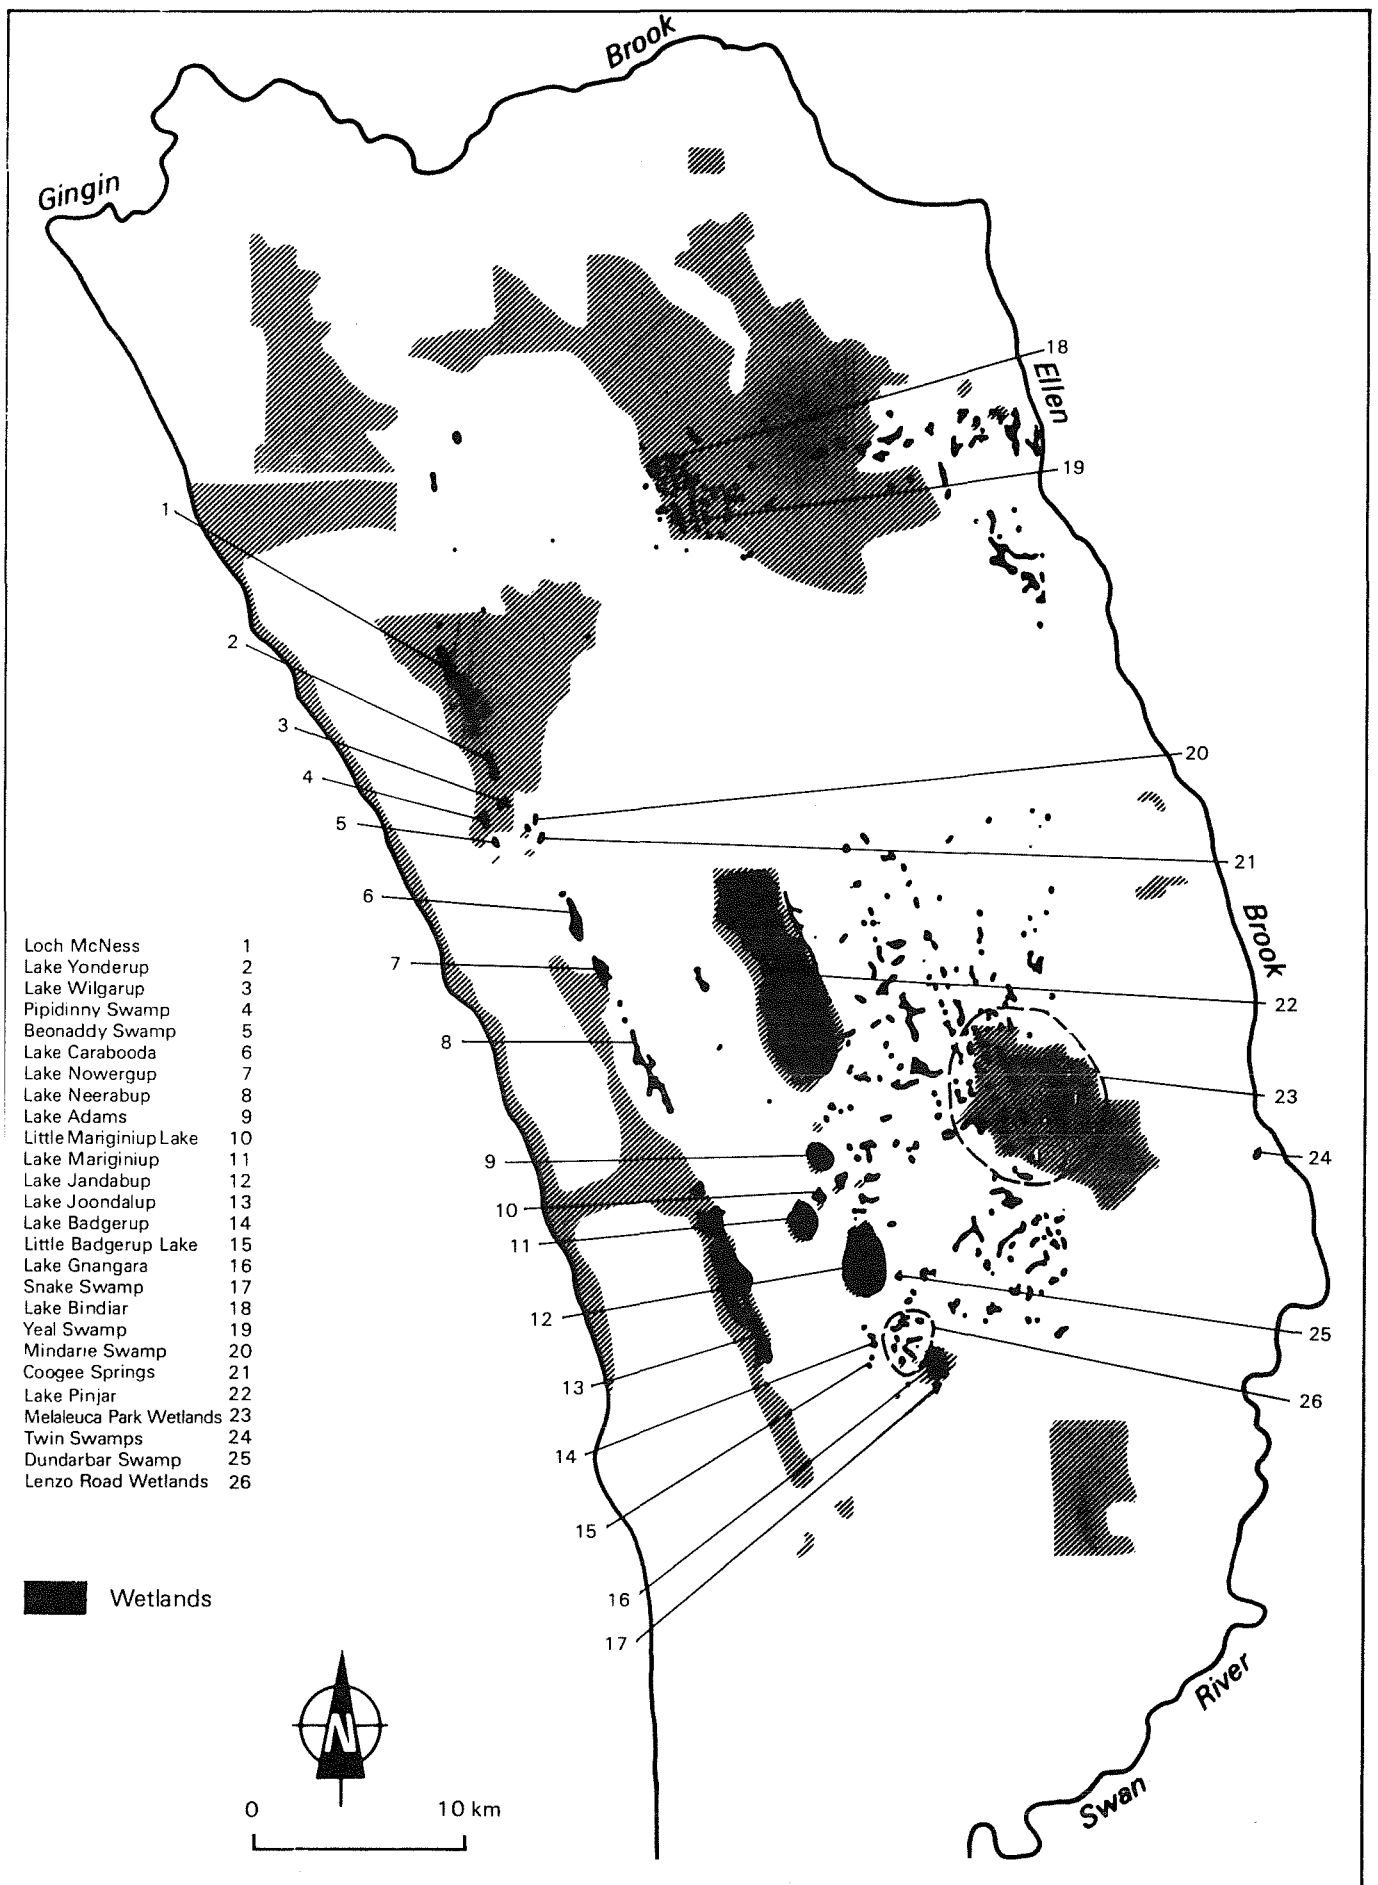 Brook
Gingin
18
Ellen
19
1
2
3
20
4
5
21
6
Brook
Loch McNess 1
Lake Yonderup 2
7
Lake Wilgarup 3
22
Pipidinny Swamp 4
Beonaddy Swamp 5
8
Lake Carabooda 6
Lake Nowergup 7
23
Lake Neerabup 8
Lake Adams 9
Little Mariginiup Lake 10
24
Lake Mariginiup 11
9
Lake Jandabup 12
Lake Joondalup 13
10
Lake Badgerup 14
Little Badgerup Lake 15
11
Lake Gnangara 16
Snake Swamp 17
Lake Bindiar 18
12
Yeal Swamp 19
25
Mindarie Swamp 20
Coogee Springs 21
13
Lake Pinjar 22
26
Melaleuca Park Wetlands 23
Twin Swamps 24
14
Dundarbar Swamp 25
Lenzo Road Wetlands 26
15
Wetlands
16
17
River
N
0 10 km
Swan